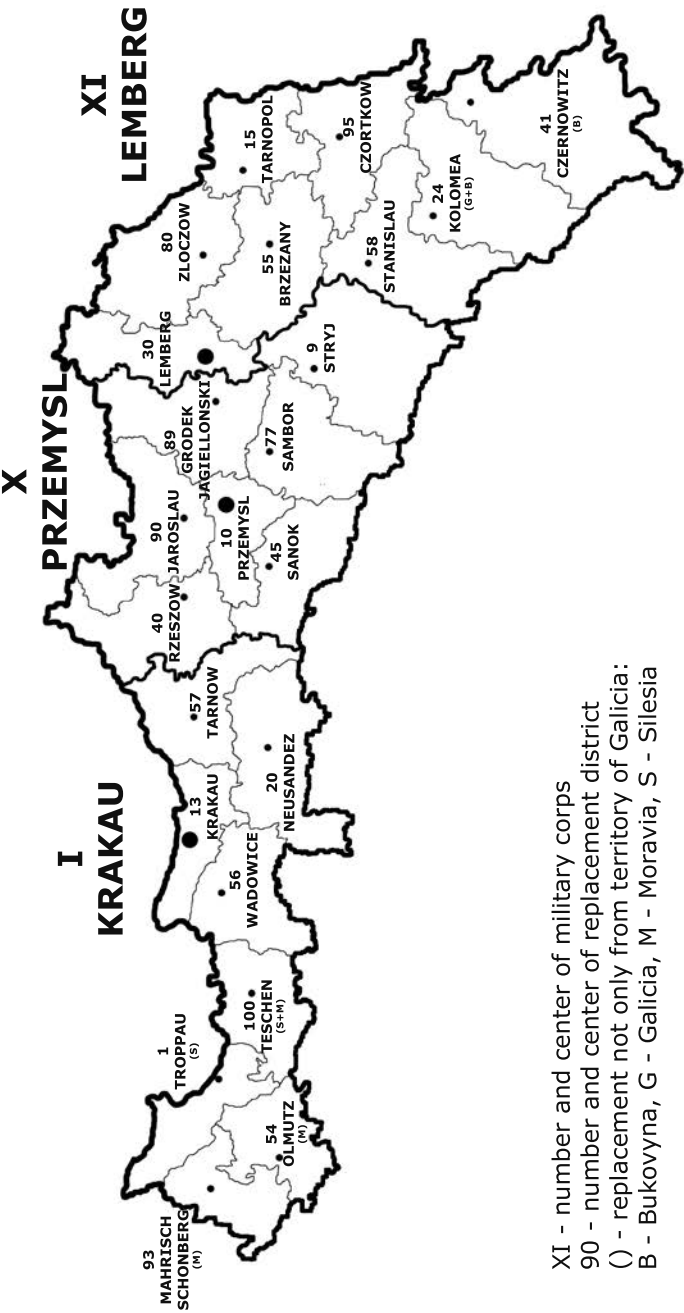 I
KRAKAU
X
PRZEMYSL
XI
LEMBERG
93
MAHRISCH
SCHONBERG
(M)
1
TROPPAU
(S)
54
OLMUTZ
(M)
100
TESCHEN
(S+M)
56
WADOWICE
13
KRAKAU
20
NEUSANDEZ
57
TARNOW
40
RZESZOW
90
JAROSLAU
10
PRZEMYSL
45
SANOK
89
GRODEK
JAGIELLONSKI
77
SAMBOR
9
STRYJ
30
LEMBERG
80
ZLOCZOW
55
BRZEZANY
15
TARNOPOL
95
CZORTKOW
58
STANISLAU
24
KOLOMEA
(G+B)
41
CZERNOWITZ
(B)
XI - number and center of military corps
90 - number and center of replacement district
() - replacement not only from territory of Galicia:
B - Bukovyna, G - Galicia, M - Moravia, S - Silesia